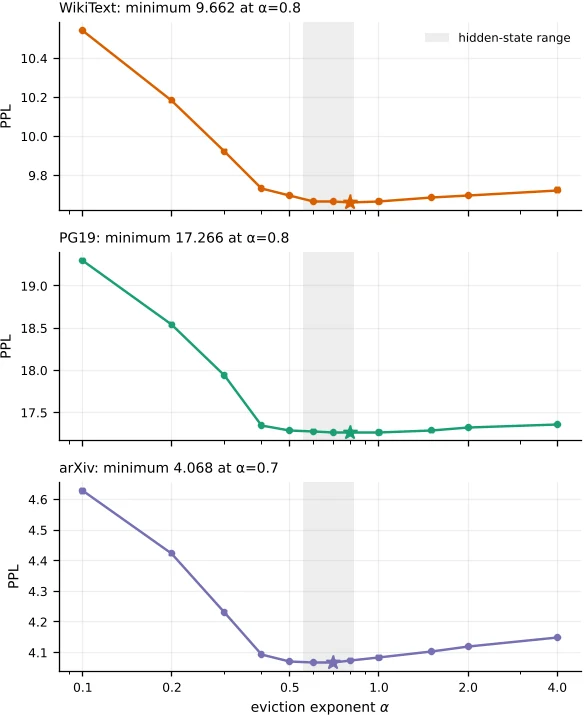 WikiText: minimum 9.662 at α=0.8
hidden-state range
PPL
10.4
10.2
10.0
9.8
PG19: minimum 17.266 at α=0.8
PPL
19.0
18.5
18.0
17.5
arXiv: minimum 4.068 at α=0.7
PPL
4.6
4.5
4.4
4.3
4.2
4.1
0.1 0.2 0.5 1.0 2.0 4.0
eviction exponent α